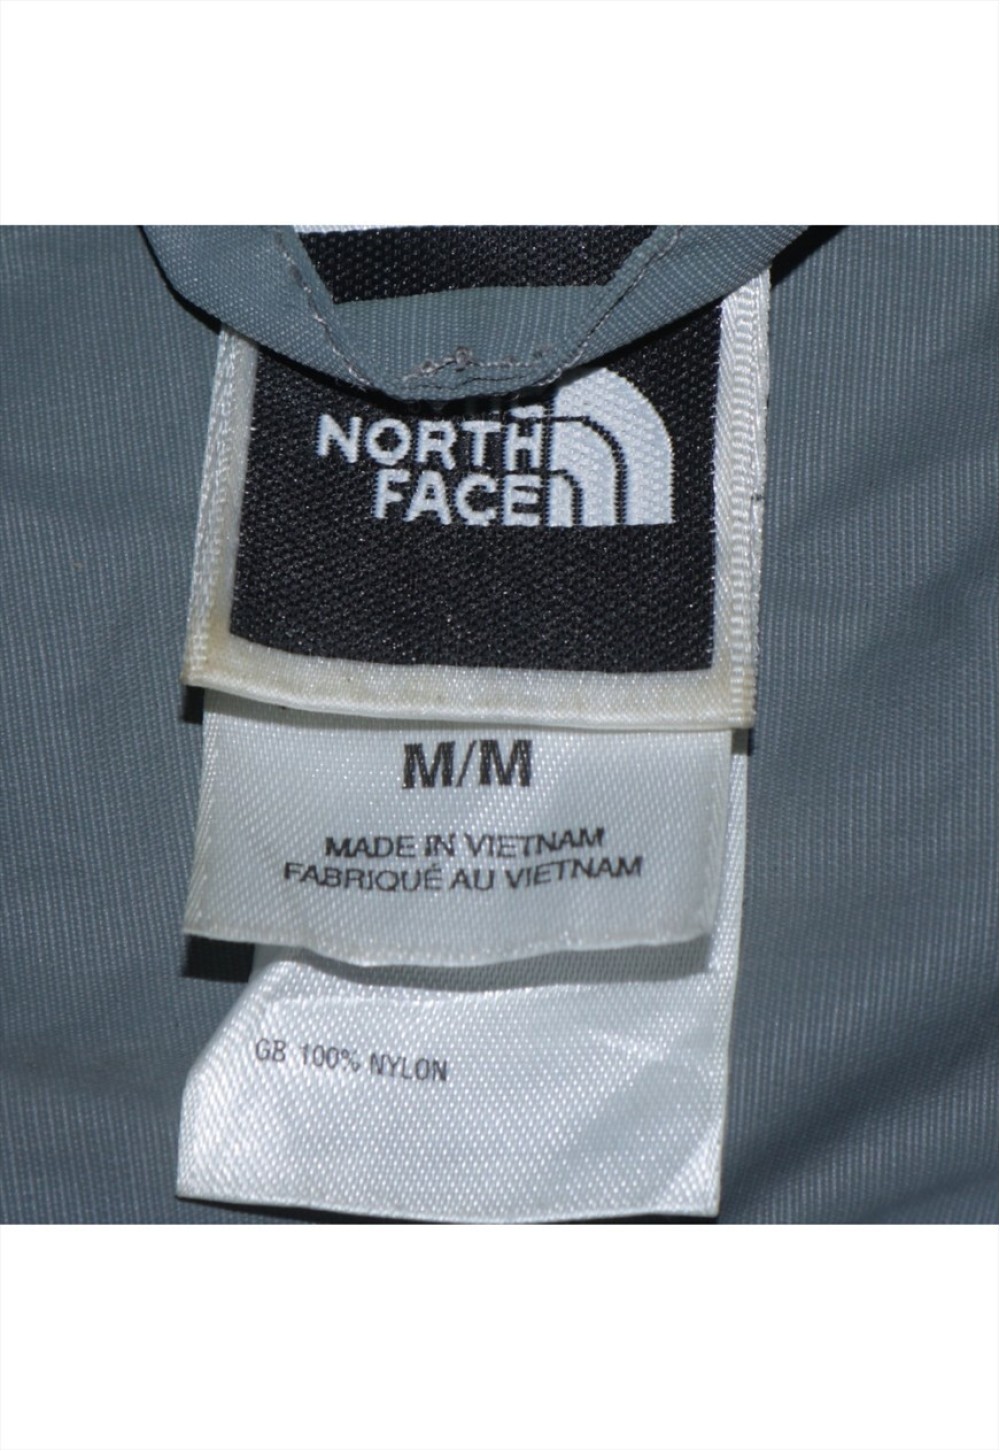 NORTH
FACE
M/M
MADE IN VIETNAM
FABRIQUÉ AU VIETNAM
GB 100% NYLON